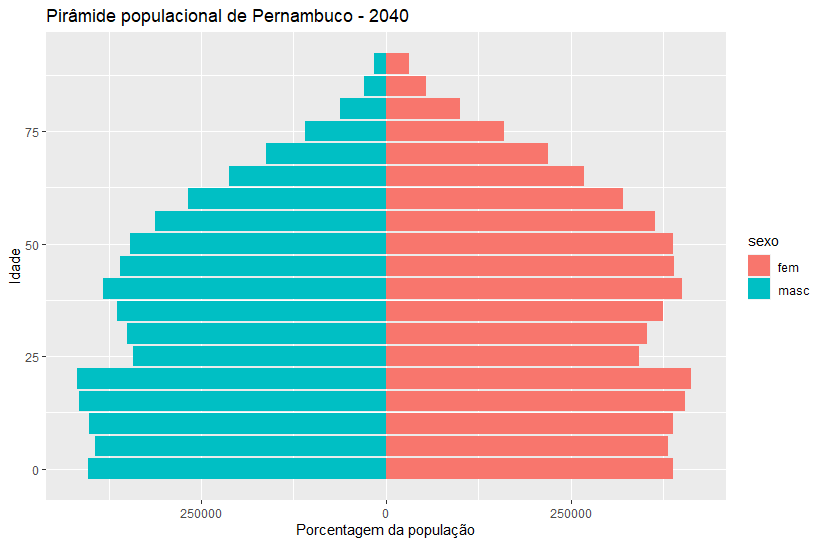 Pirâmide populacional de Pernambuco - 2040
75
50
25
0
Idade
250000
0
250000
Porcentagem da população
sexo
fem
masc